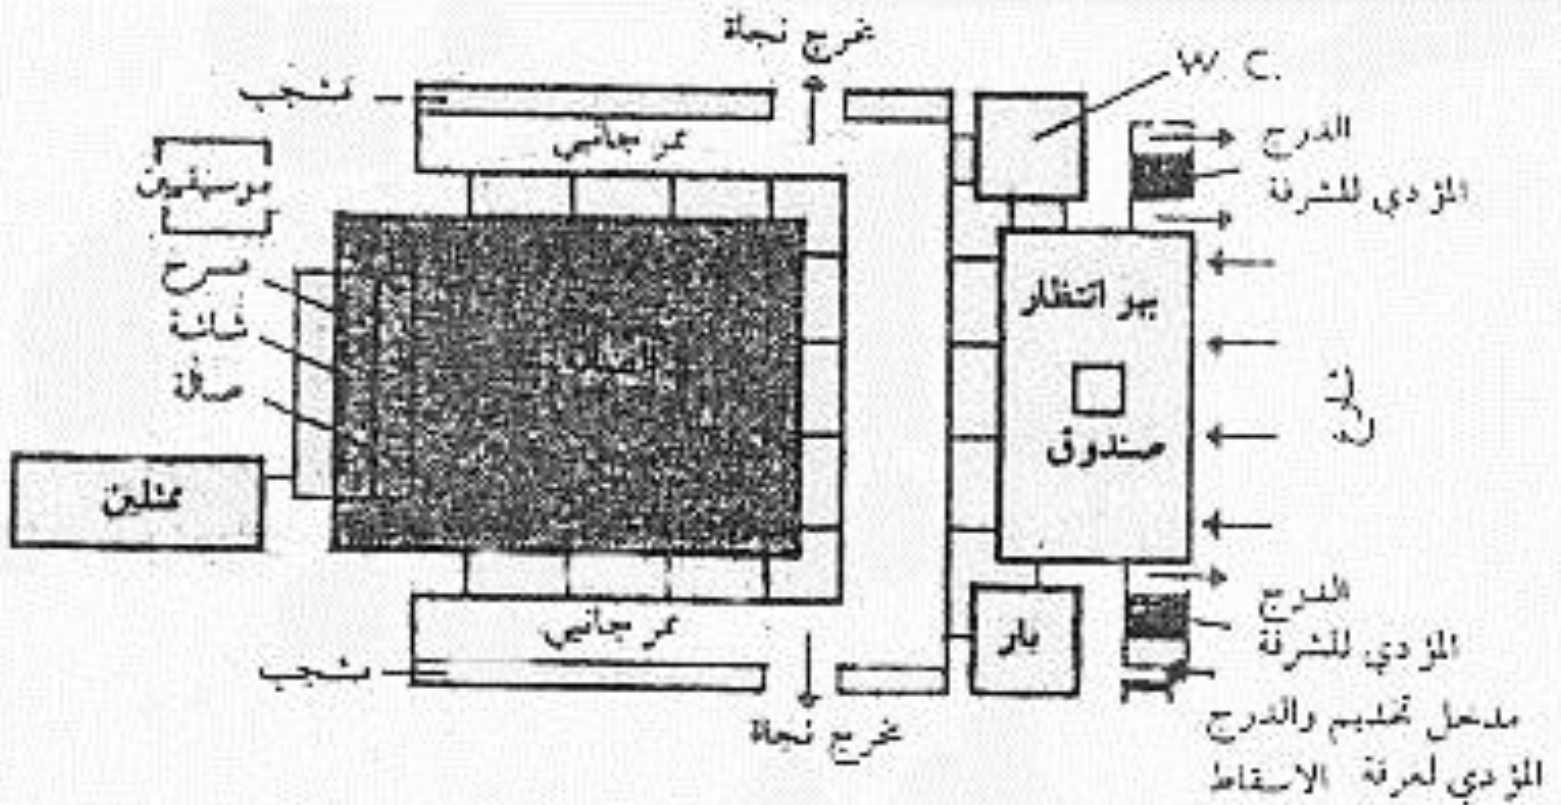 مخرج نجاة
W.C.
مشجب
الدرج
المؤدي للشرفة
ممر جانبي
موسيقيين
مسرح
شاشة
صالة
الصالة
بهو انتظار
صندوق
ممثلين
ممر جانبي
بار
الدرج
المؤدي للشرفة
مشجب
مخرج نجاة
مدخل تخديم والدرج
المؤدي لغرفة الاسقاط